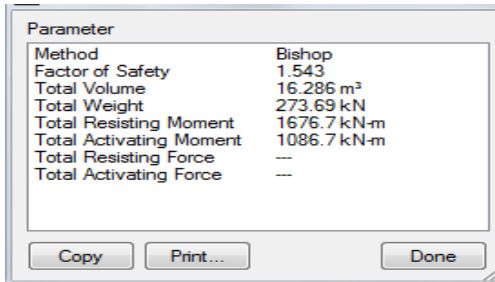 Parameter
Method Bishop
Factor of Safety 1.543
Total Volume 16.286 m³
Total Weight 273.69 kN
Total Resisting Moment 1676.7 kN-m
Total Activating Moment 1086.7 kN-m
Total Resisting Force ---
Total Activating Force ---
Copy Print... Done